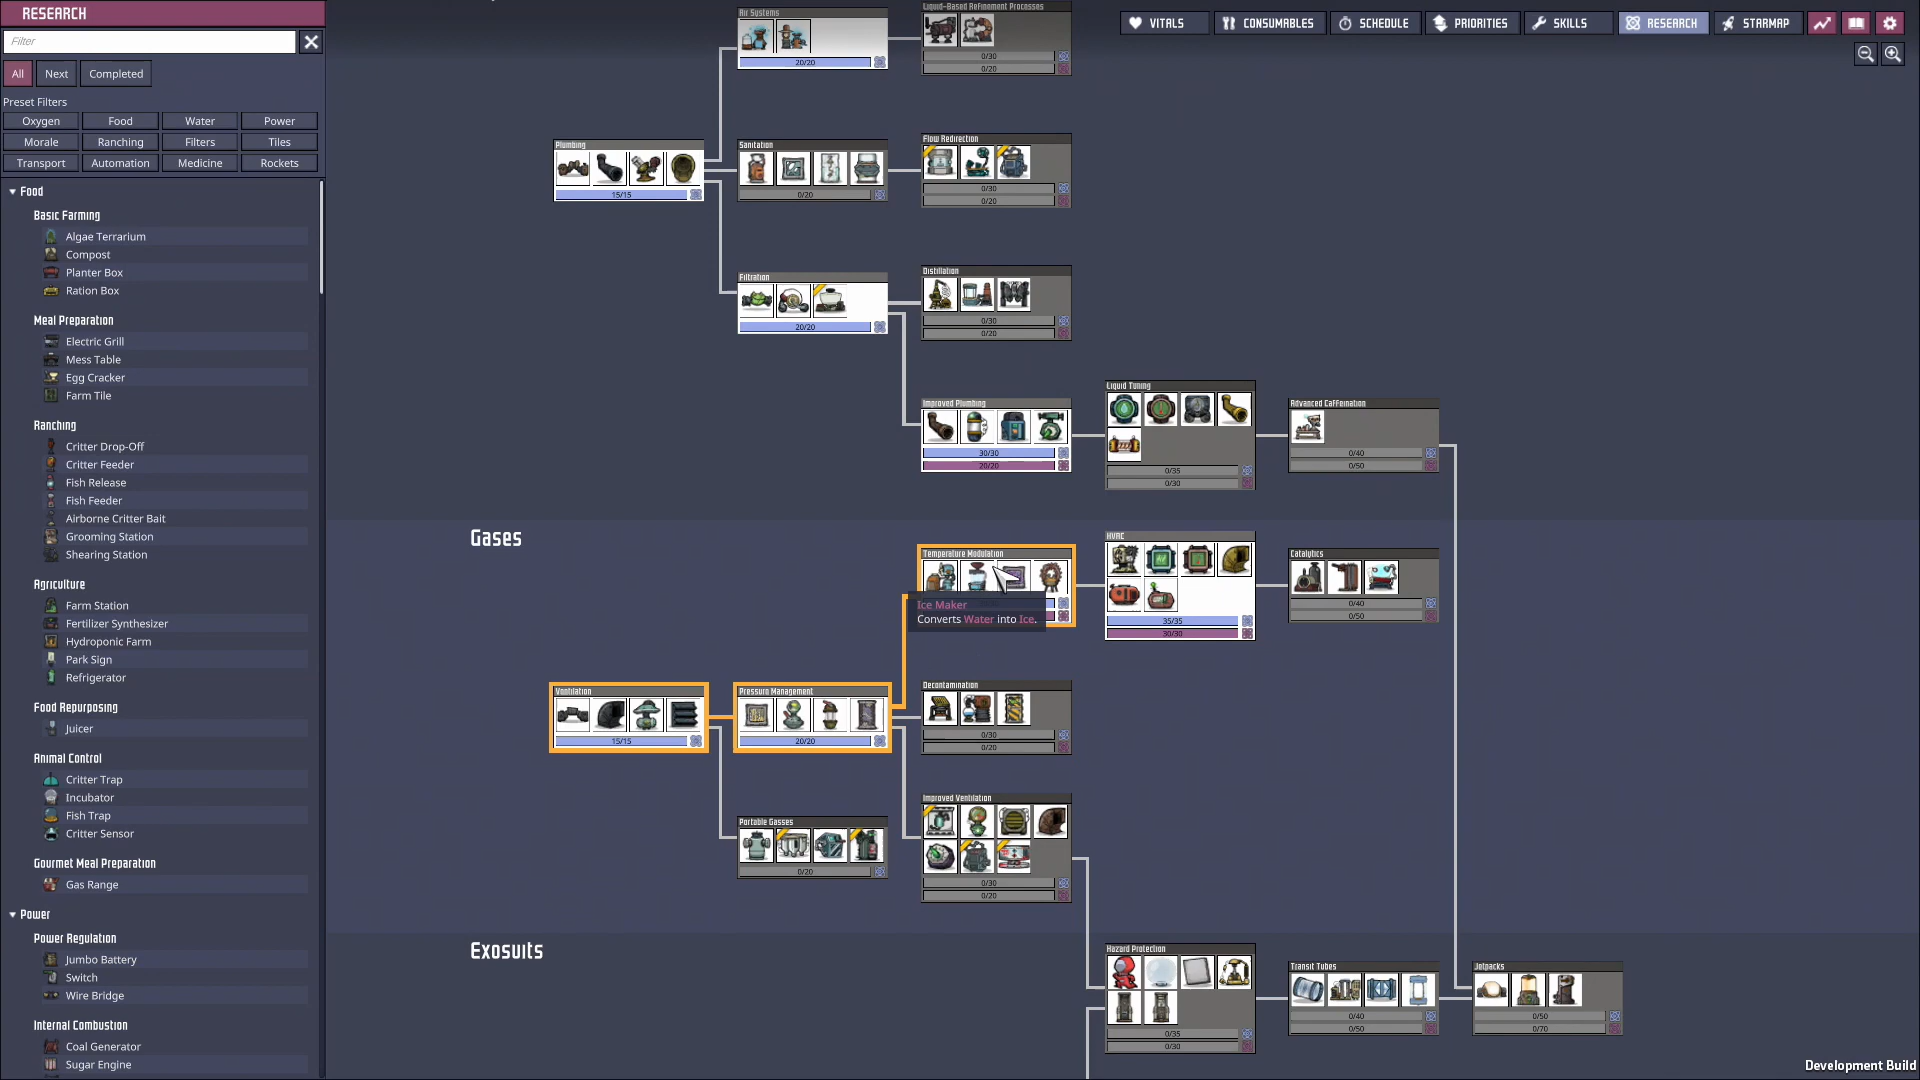 RESEARCH
Filter
All
Next
Completed
Preset Filters
Oxygen
Food
Water
Power
Morale
Ranching
Filters
Tiles
Transport
Automation
Medicine
Rockets
Food
Basic Farming
Algae Terrarium
Compost
Planter Box
Ration Box
Meal Preparation
Electric Grill
Mess Table
Egg Cracker
Farm Tile
Ranching
Critter Drop-Off
Critter Feeder
Fish Release
Fish Feeder
Airborne Critter Bait
Grooming Station
Shearing Station
Agriculture
Farm Station
Fertilizer Synthesizer
Hydroponic Farm
Park Sign
Refrigerator
Food Repurposing
Juicer
Animal Control
Critter Trap
Incubator
Fish Trap
Critter Sensor
Gourmet Meal Preparation
Gas Range
Power
Power Regulation
Jumbo Battery
Switch
Wire Bridge
Internal Combustion
Coal Generator
Sugar Engine
VITALS
CONSUMABLES
SCHEDULE
PRIORITIES
SKILLS
RESEARCH
STARMAP
Air Systems
20/20
Liquid-Based Refinement Processes
0/30
0/20
Plumbing
15/15
Sanitation
0/20
Flow Redirection
0/30
0/20
Filtration
20/20
Distillation
0/30
0/20
Improved Plumbing
30/30
20/20
Liquid Tuning
0/35
0/30
Advanced Caffeination
0/40
0/50
Gases
Temperature Modulation
Ice Maker
Converts Water into Ice.
HVAC
35/35
30/30
Catalytics
0/40
0/50
Ventilation
15/15
Pressure Management
20/20
Decontamination
0/30
0/20
Portable Gasses
0/20
Improved Ventilation
0/30
0/20
Exosuits
Hazard Protection
0/35
0/30
Transit Tubes
0/40
0/50
Jetpacks
0/50
0/70
Development Build